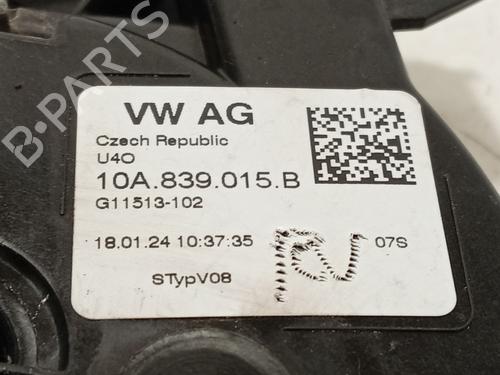 B-PARTS
VW AG
Czech Republic
U4O
10A.839.015.B
G11513-102
18.01.24 10:37:35
07S
STypV08